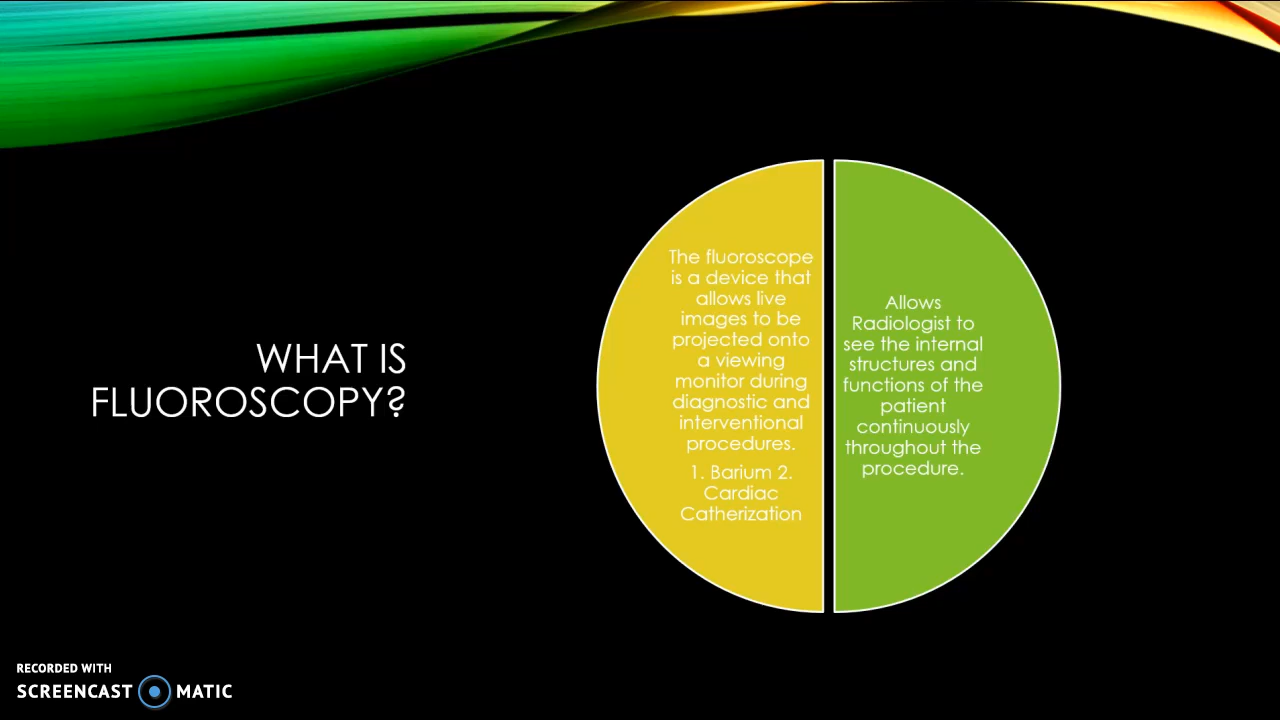 WHAT IS
FLUOROSCOPY?
The fluoroscope
is a device that
allows live
images to be
projected onto
a viewing
monitor during
diagnostic and
interventional
procedures.
1. Barium 2.
Cardiac
Catherization
Allows
Radiologist to
see the internal
structures and
functions of the
patient
continuously
throughout the
procedure.
RECORDED WITH
SCREENCAST MATIC